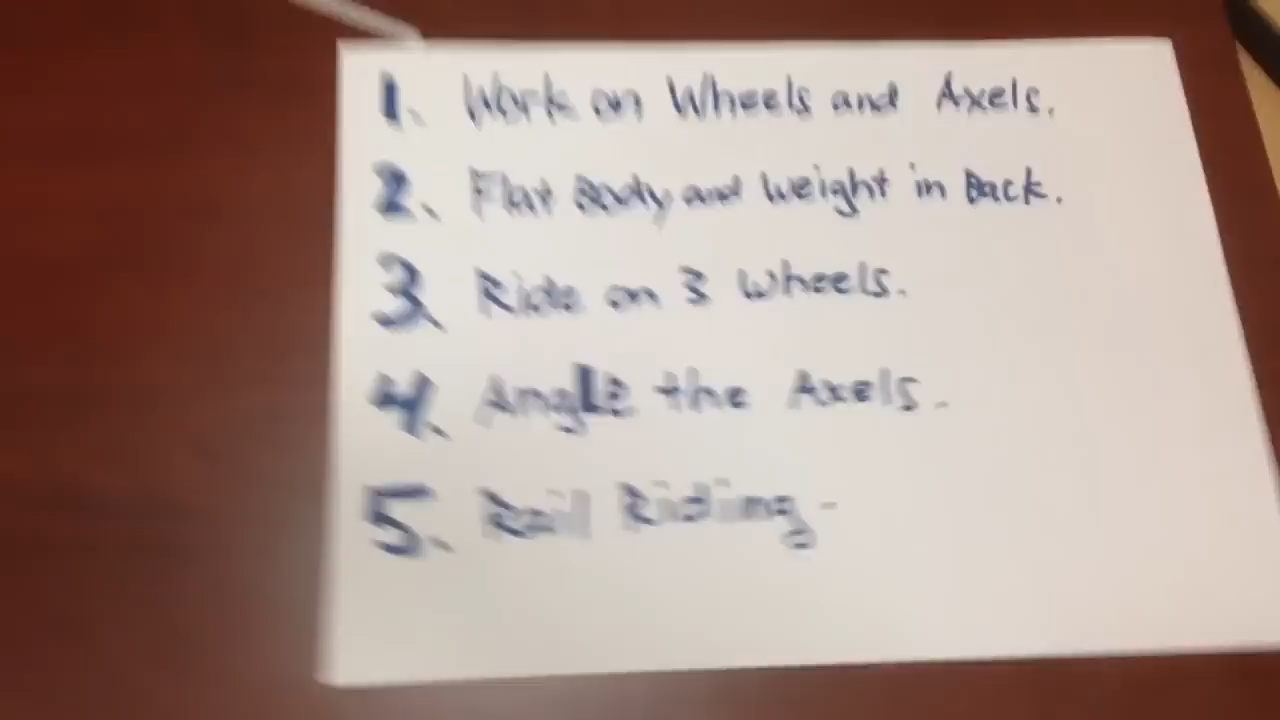 1. Work on Wheels and Axels.
2. Flat Body and Weight in Back.
3. Ride on 3 Wheels.
4. Angle the Axels.
5. Rail Riding.